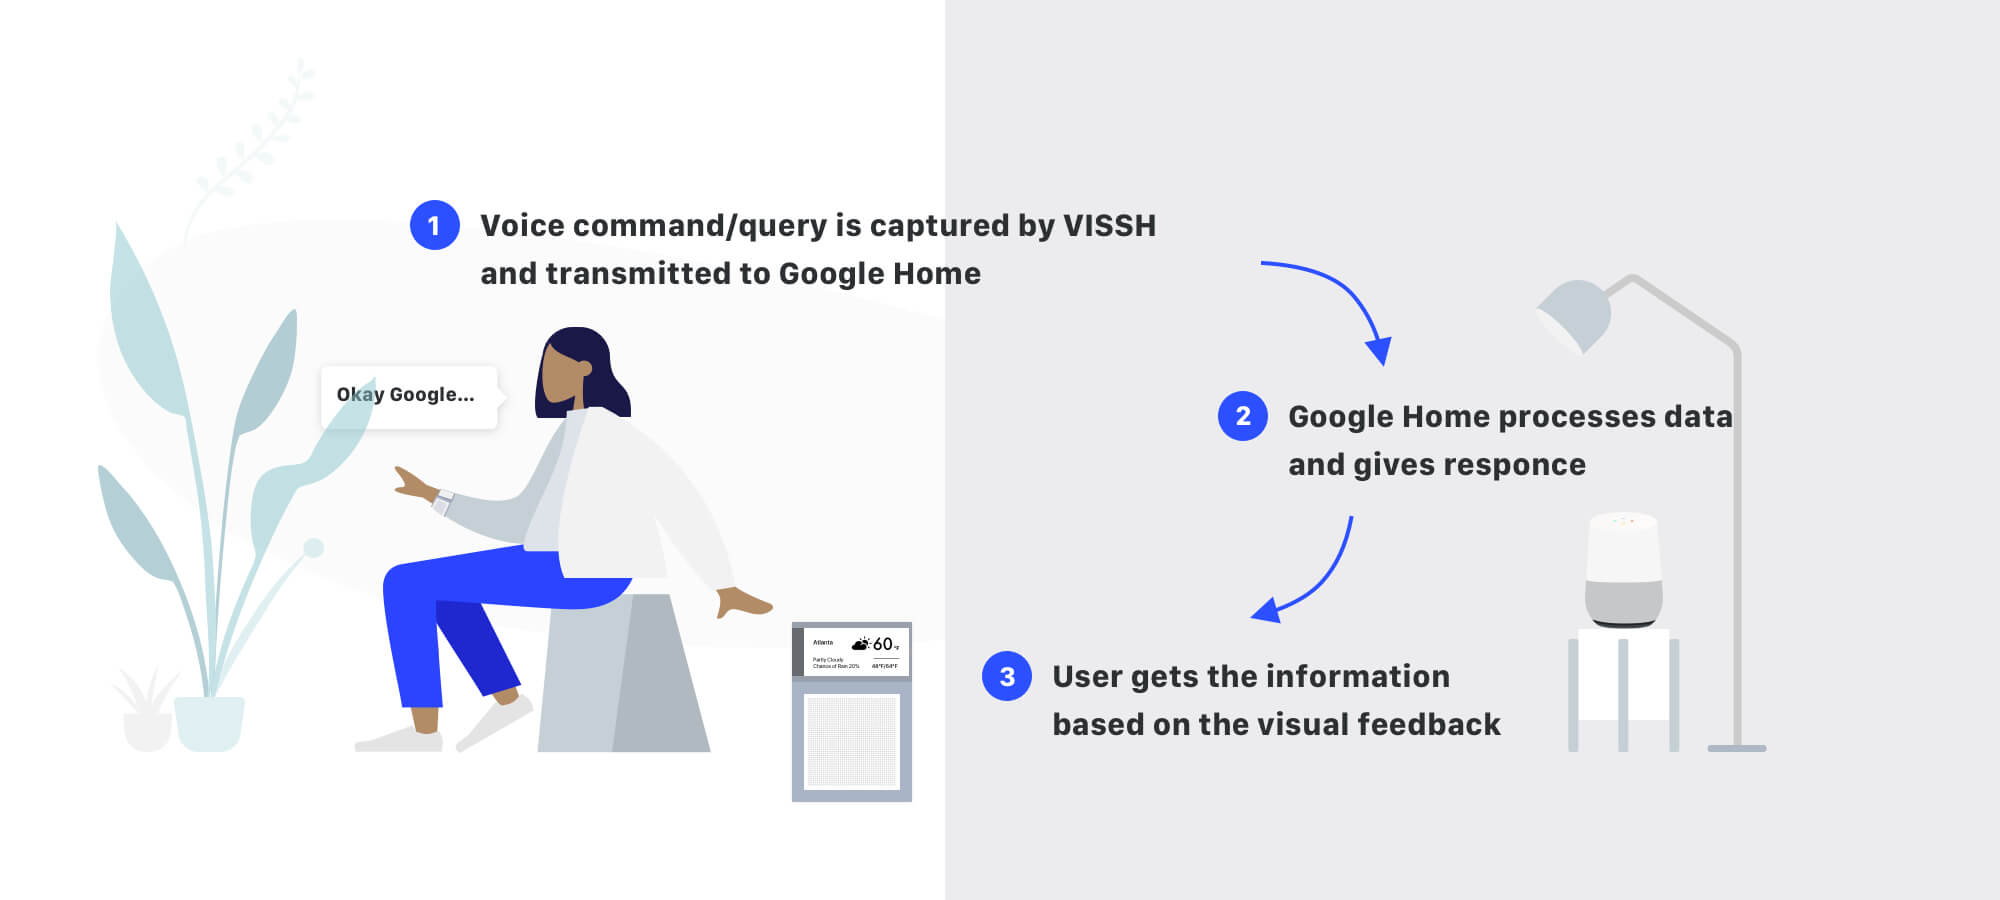 1
Voice command/query is captured by VISSH
and transmitted to Google Home
Okay Google...
2
Google Home processes data
and gives responce
Atlanta
60 °F
Partly Cloudy
Chance of Rain 20%
48°F/64°F
3
User gets the information
based on the visual feedback